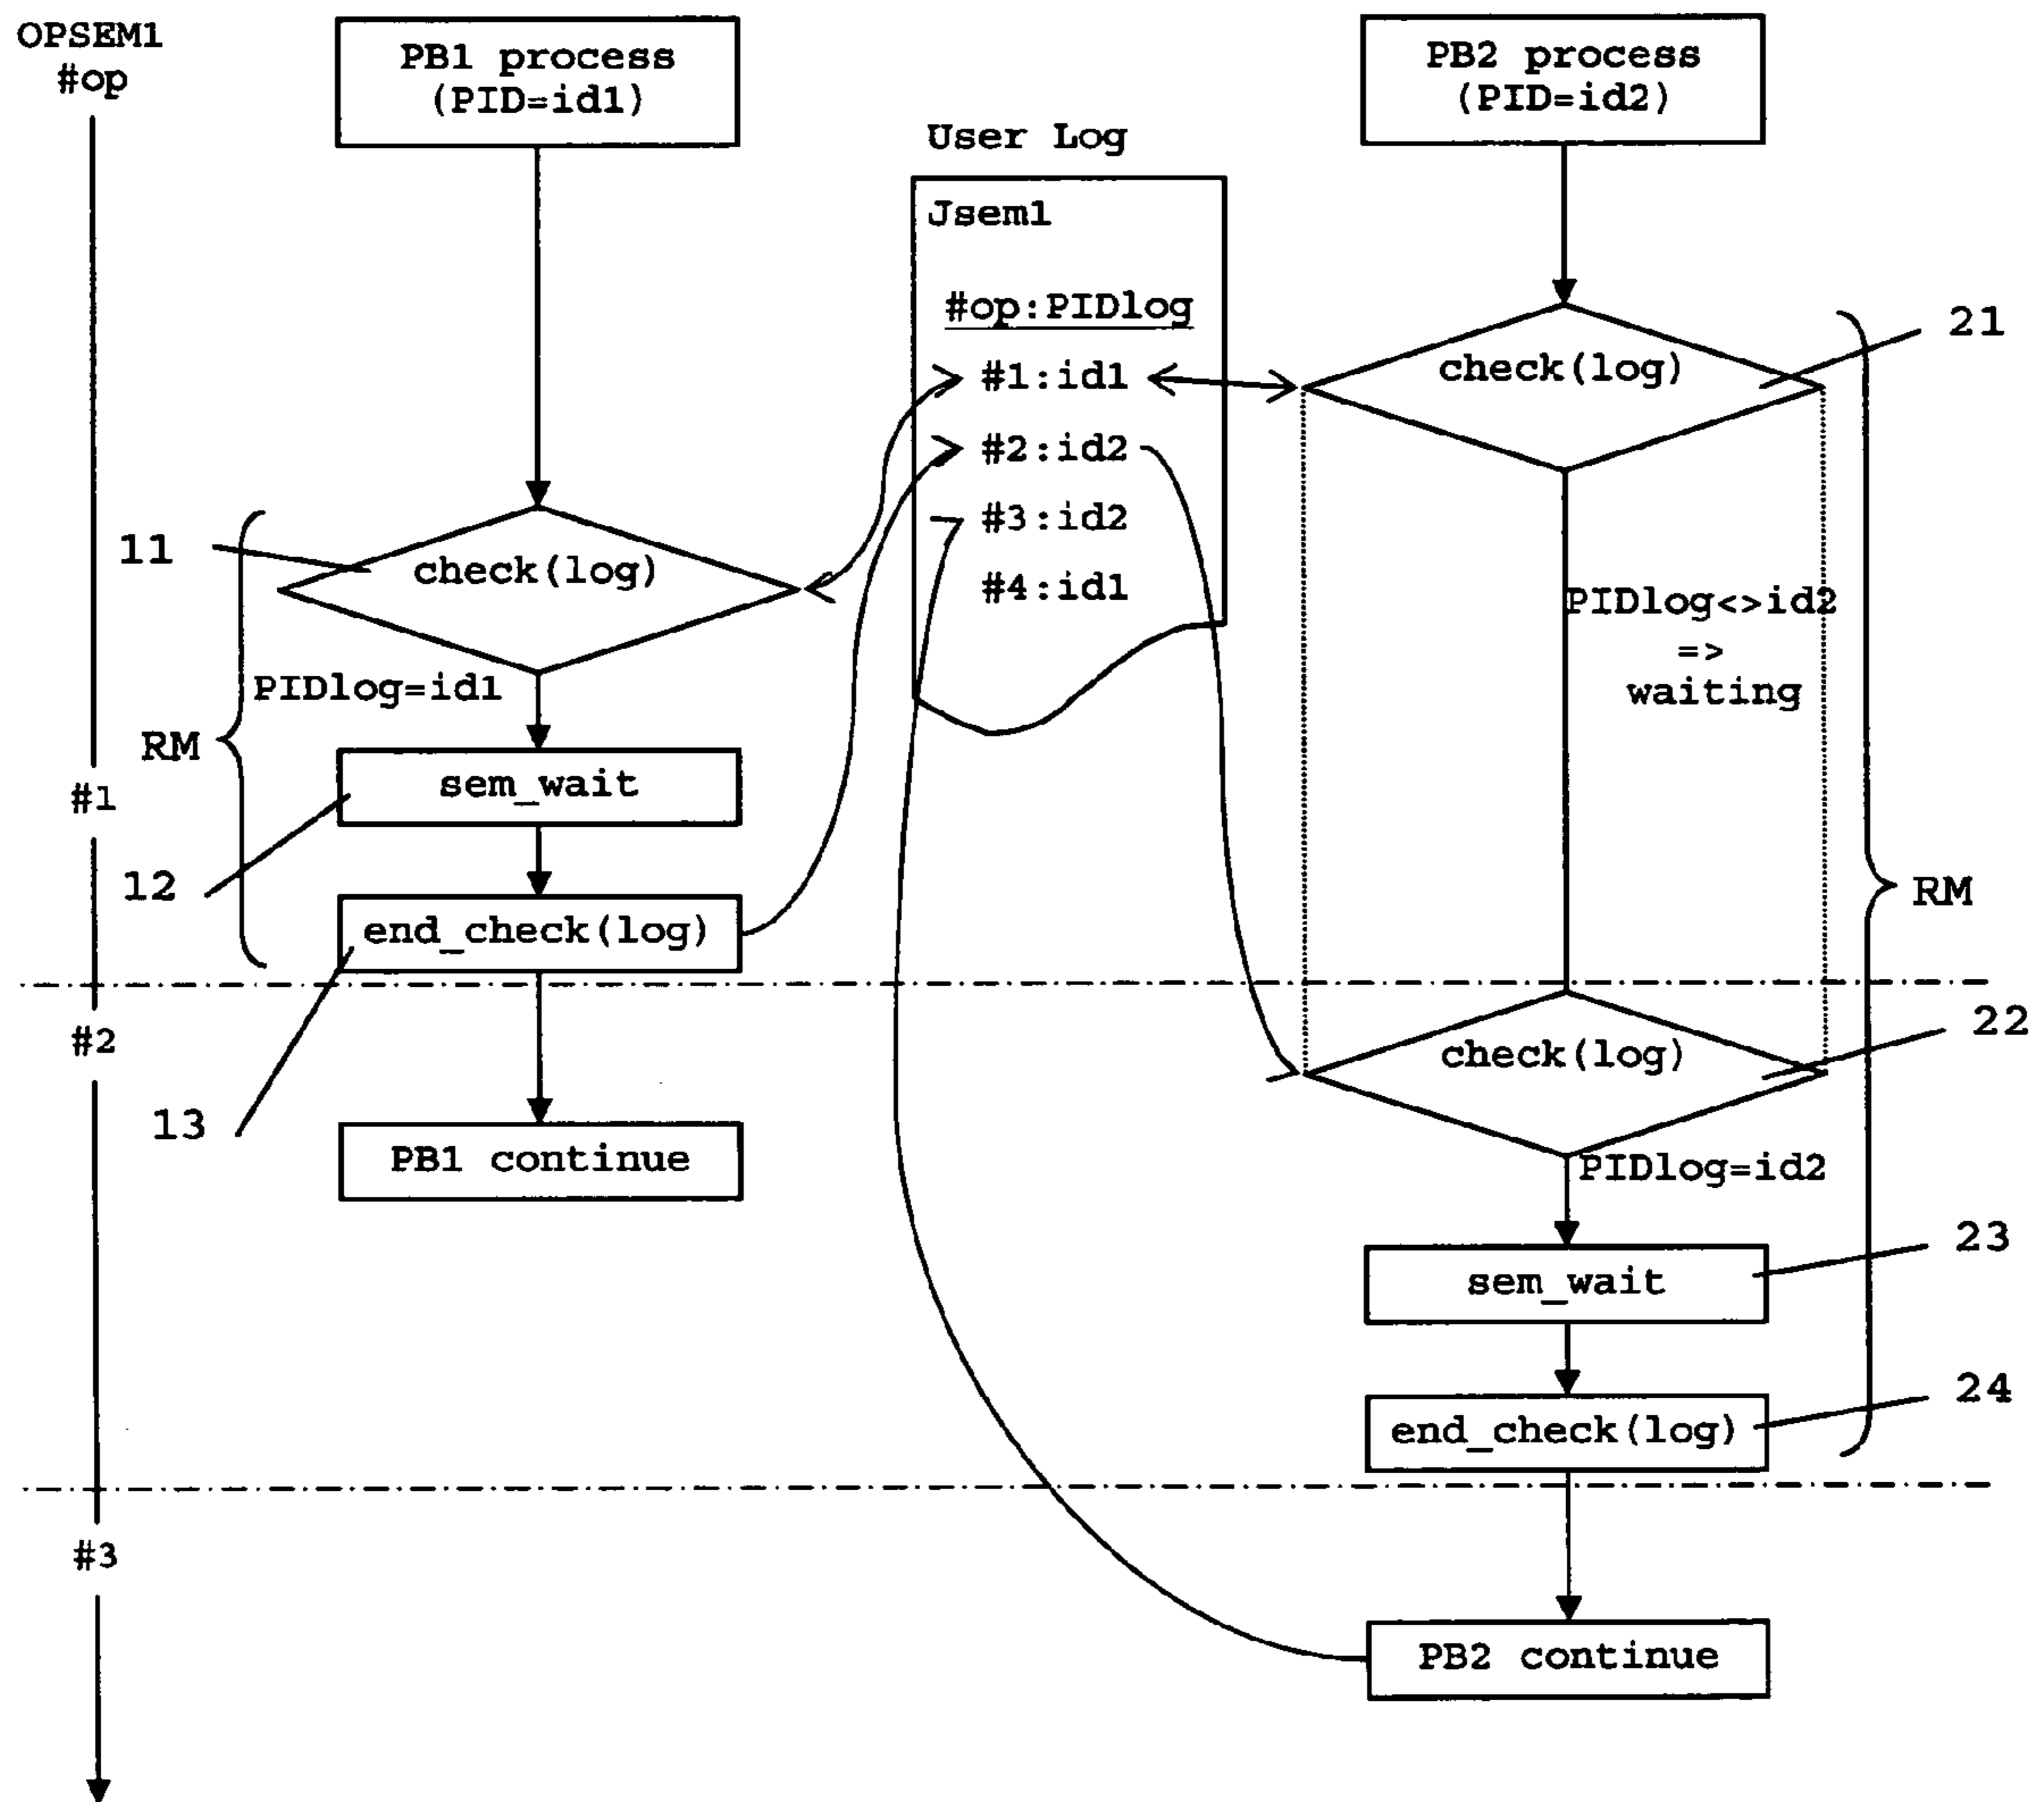 OPSEM1
#op
PB1 process
(PID=id1)
PB2 process
(PID=id2)
User Log
Jsem1
#op:PIDlog
#1:id1
#2:id2
#3:id2
#4:id1
check(log)
21
11
check(log)
PIDlog<>id2
=>
waiting
PIDlog=id1
RM
sem_wait
#1
12
end_check(log)
RM
#2
check(log)
22
13
PB1 continue
PIDlog=id2
23
sem_wait
24
end_check(log)
#3
PB2 continue